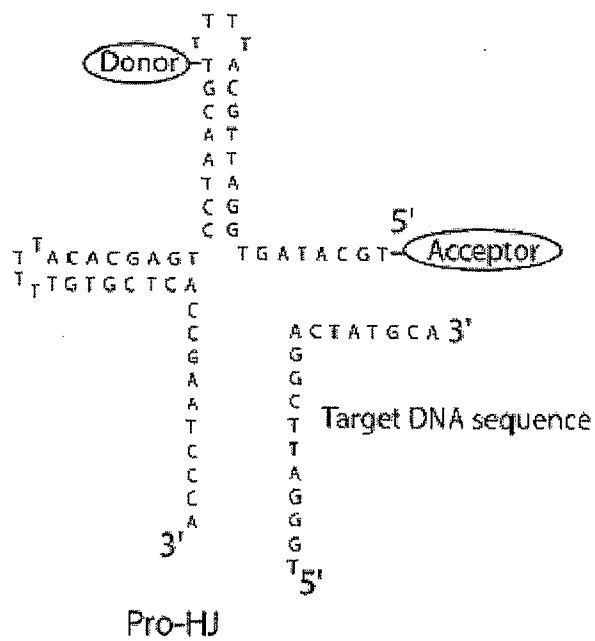 T T
T T
Donor T A
G C
C G
A T
A T
T A
C G
C G
5'
T T A C A C G A G T T G A T A C G T Acceptor
T T T G T G C T C A
C
C A C T A T G C A 3'
G G
A G
A C
T T Target DNA sequence
C T
C A
C G
A G
3' G
T 5'
Pro-HJ